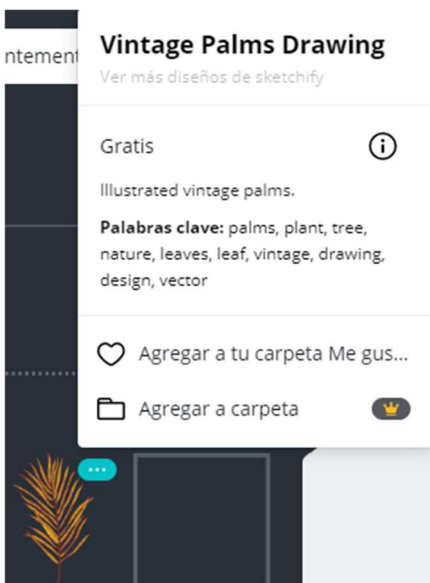 ntement
Vintage Palms Drawing
Ver más diseños de sketchify
Gratis
Illustrated vintage palms.
Palabras clave: palms, plant, tree,
nature, leaves, leaf, vintage, drawing,
design, vector
Agregar a tu carpeta Me gus...
Agregar a carpeta